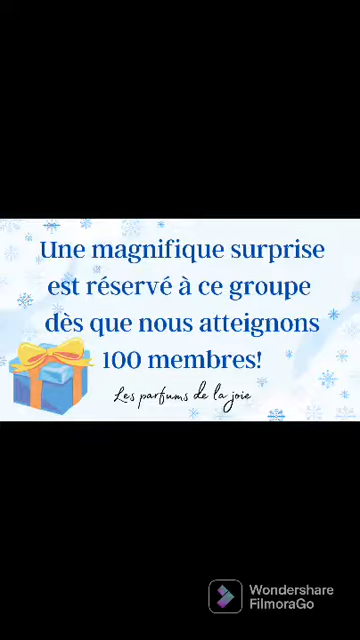 Une magnifique surprise
est réservé à ce groupe
dès que nous atteignons
100 membres!
Les parfums de la joie
Wondershare
FilmoraGo